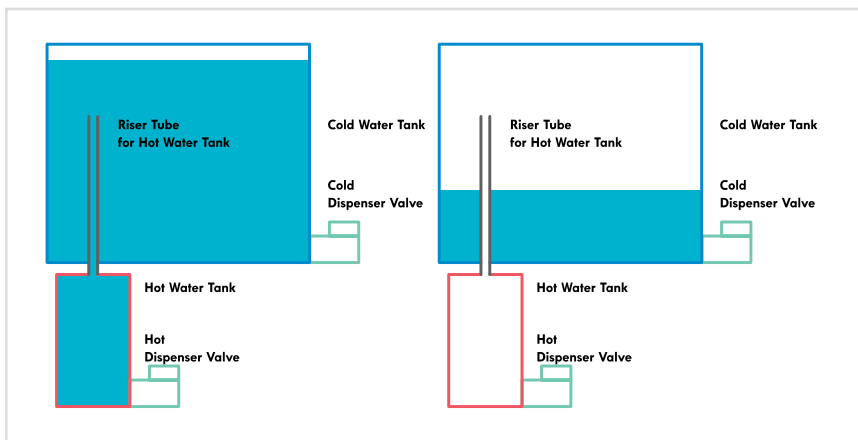 Riser Tube
for Hot Water Tank
Cold Water Tank
Cold
Dispenser Valve
Hot Water Tank
Hot
Dispenser Valve
Riser Tube
for Hot Water Tank
Cold Water Tank
Cold
Dispenser Valve
Hot Water Tank
Hot
Dispenser Valve